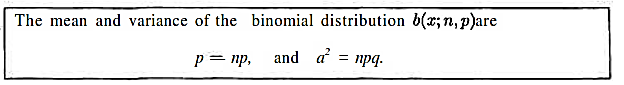 The mean and variance of the binomial distribution b(x; n, p)are
p = np, and a² = npq.